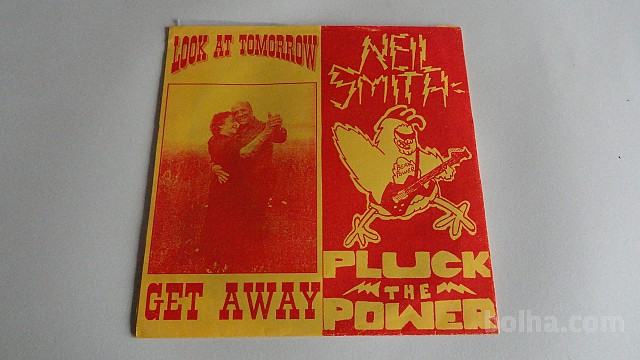 LOOK AT TOMORROW
GET AWAY
NEIL
SMITH
PLUCK
THE
POWER
bolha.com